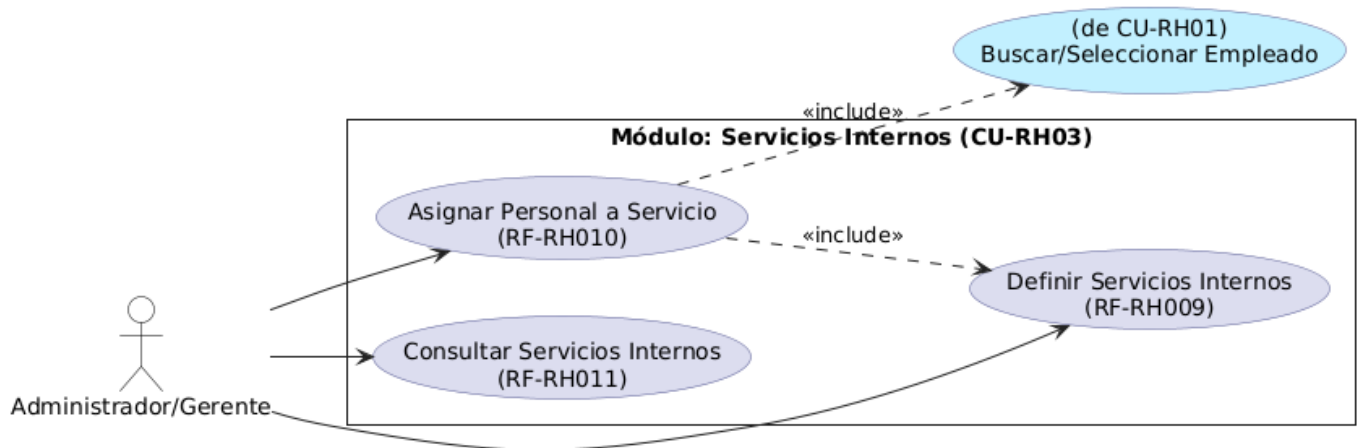 (de CU-RH01)
Buscar/Seleccionar Empleado
«include»
Módulo: Servicios Internos (CU-RH03)
Asignar Personal a Servicio
(RF-RH010)
«include»
Definir Servicios Internos
(RF-RH009)
Consultar Servicios Internos
(RF-RH011)
Administrador/Gerente